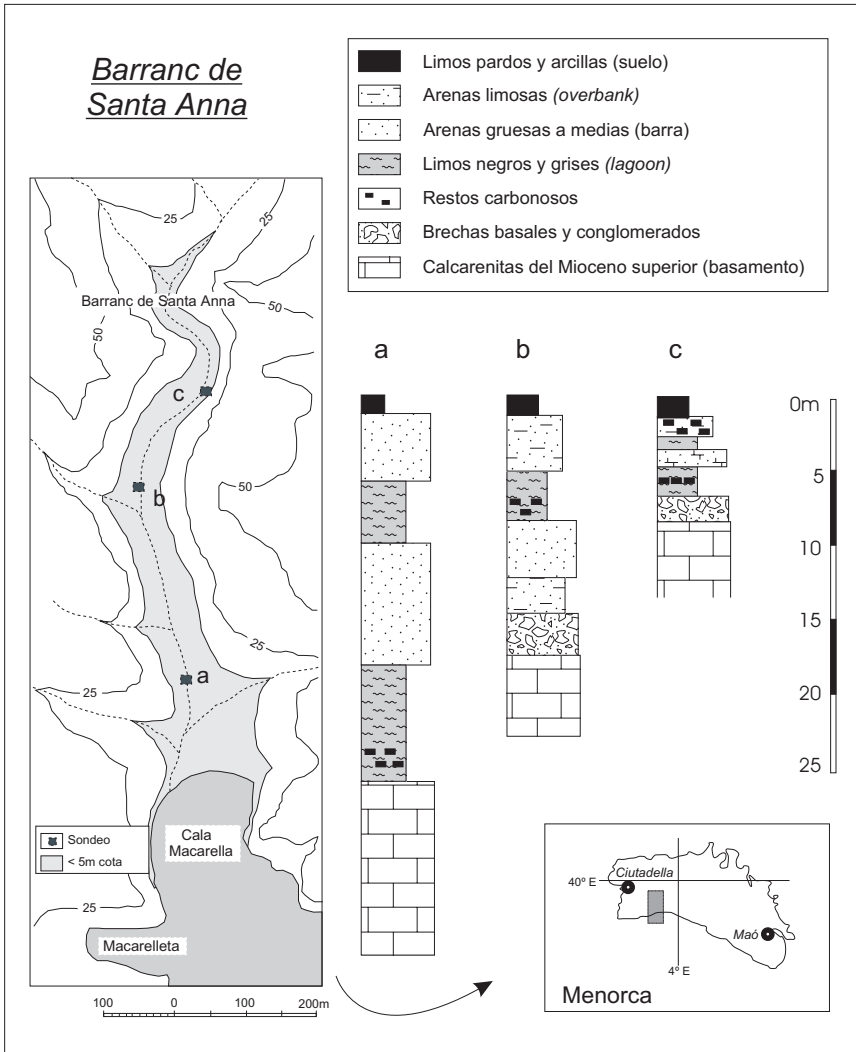 Barranc de
Santa Anna
Limos pardos y arcillas (suelo)
Arenas limosas (overbank)
Arenas gruesas a medias (barra)
Limos negros y grises (lagoon)
Restos carbonosos
Brechas basales y conglomerados
Calcarenitas del Mioceno superior (basamento)
25
25
50
50
50
25
25
25
Barranc de Santa Anna
c
b
a
Cala
Macarella
Macarelleta
Sondeo
< 5m cota
100 0 100 200m
a
b
c
0m
5
10
15
20
25
40º E
Ciutadella
Maó
4º E
Menorca